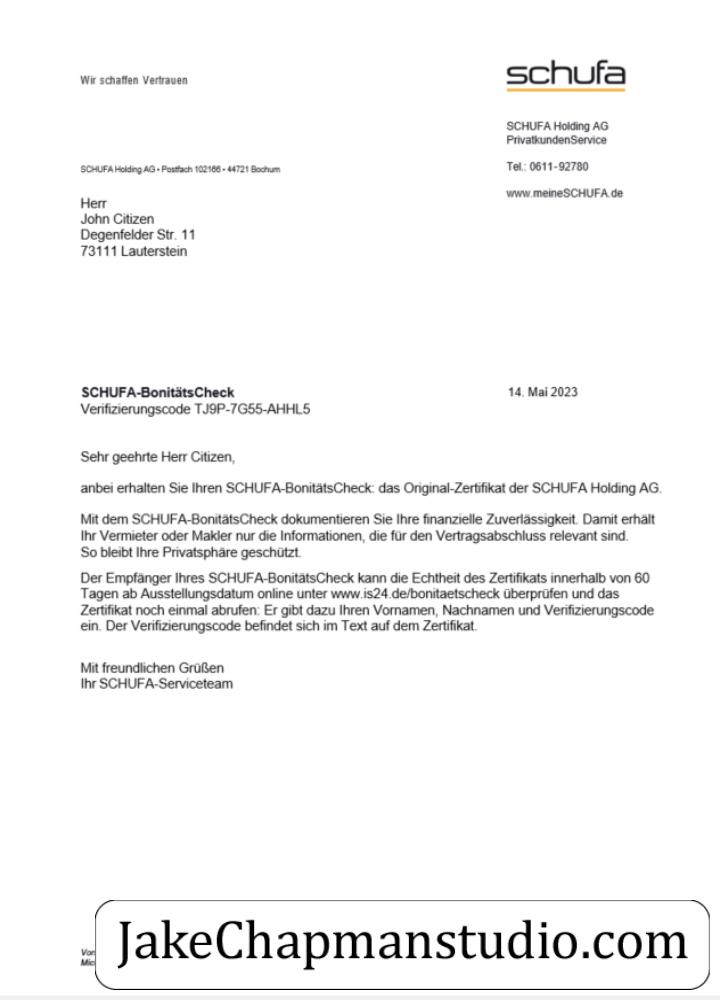 Wir schaffen Vertrauen
schufa
SCHUFA Holding AG
PrivatkundenService
Tel.: 0611-92780
www.meineSCHUFA.de
SCHUFA Holding AG • Postfach 102166 • 44721 Bochum
Herr
John Citizen
Degenfelder Str. 11
73111 Lauterstein
SCHUFA-BonitätsCheck
14. Mai 2023
Verifizierungscode TJ9P-7G55-AHHL5
Sehr geehrte Herr Citizen,
anbei erhalten Sie Ihren SCHUFA-BonitätsCheck: das Original-Zertifikat der SCHUFA Holding AG.
Mit dem SCHUFA-BonitätsCheck dokumentieren Sie Ihre finanzielle Zuverlässigkeit. Damit erhält
Ihr Vermieter oder Makler nur die Informationen, die für den Vertragsabschluss relevant sind.
So bleibt Ihre Privatsphäre geschützt.
Der Empfänger Ihres SCHUFA-BonitätsCheck kann die Echtheit des Zertifikats innerhalb von 60
Tagen ab Ausstellungsdatum online unter www.is24.de/bonitaetscheck überprüfen und das
Zertifikat noch einmal abrufen: Er gibt dazu Ihren Vornamen, Nachnamen und Verifizierungscode
ein. Der Verifizierungscode befindet sich im Text auf dem Zertifikat.
Mit freundlichen Grüßen
Ihr SCHUFA-Serviceteam
JakeChapmanstudio.com